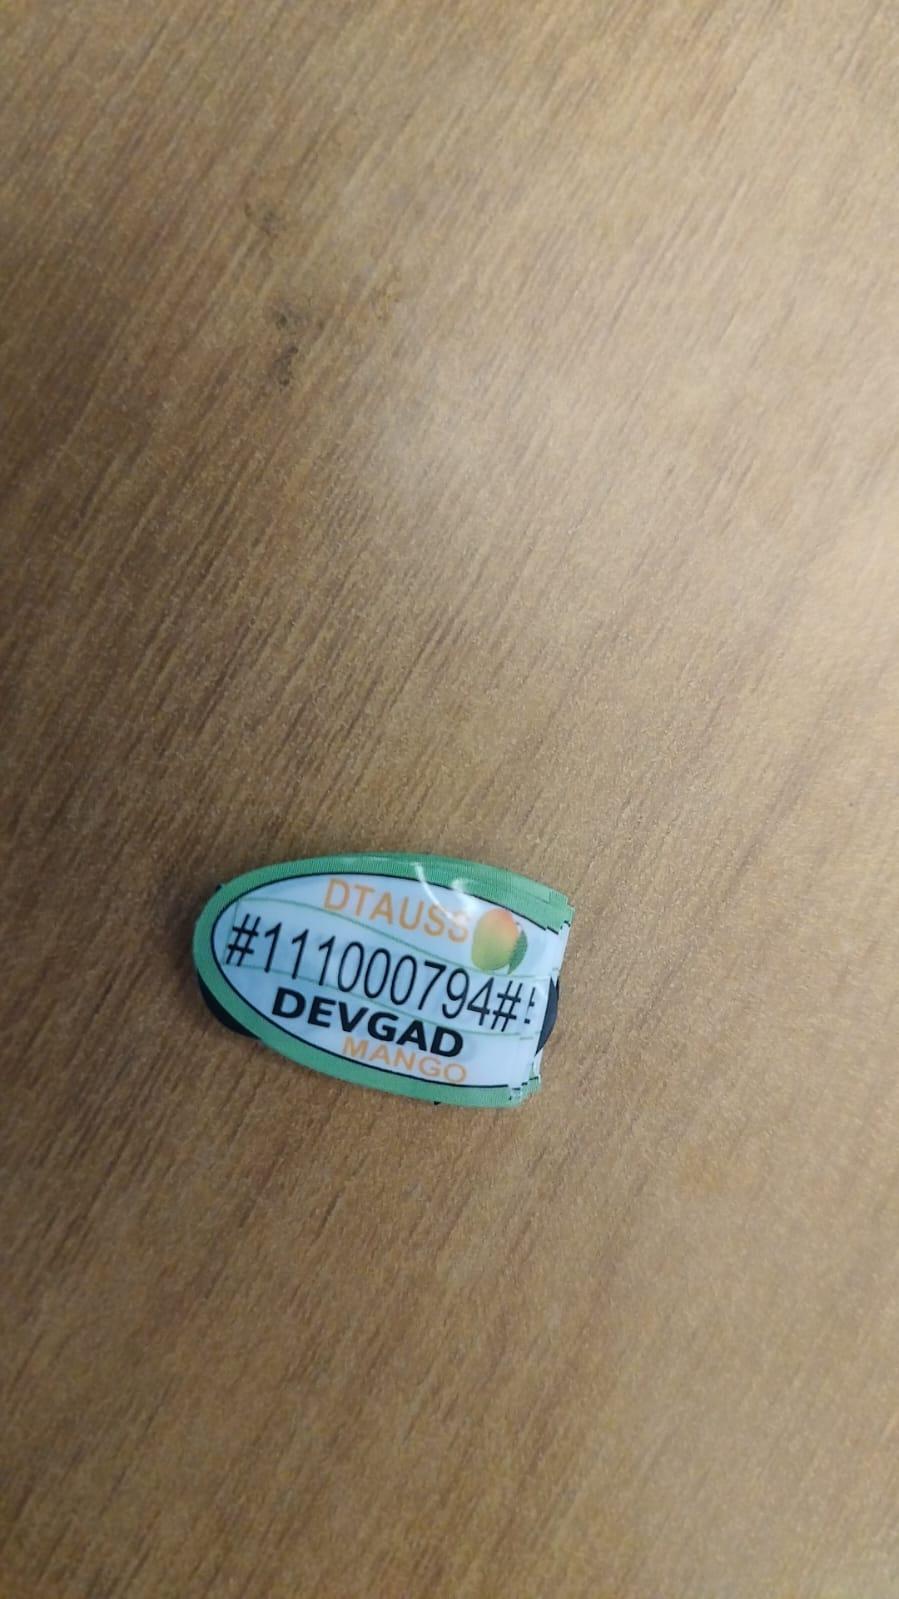 DTAUSS
#111000794#
DEVGAD
MANGO